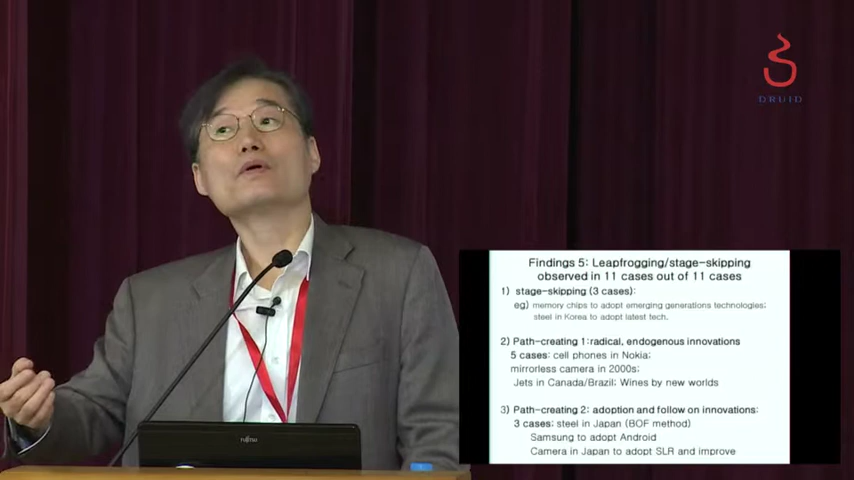 DRUID
Findings 5: Leapfrogging/stage-skipping
observed in 11 cases out of 11 cases
1) stage-skipping (3 cases):
eg) memory chips to adopt emerging generations technologies;
steel in Korea to adopt latest tech.
2) Path-creating 1:radical, endogenous innovations
5 cases: cell phones in Nokia;
mirrorless camera in 2000s;
Jets in Canada/Brazil; Wines by new worlds
3) Path-creating 2: adoption and follow on innovations:
3 cases: steel in Japan (BOF method)
Samsung to adopt Android
Camera in Japan to adopt SLR and improve
FUJITSU